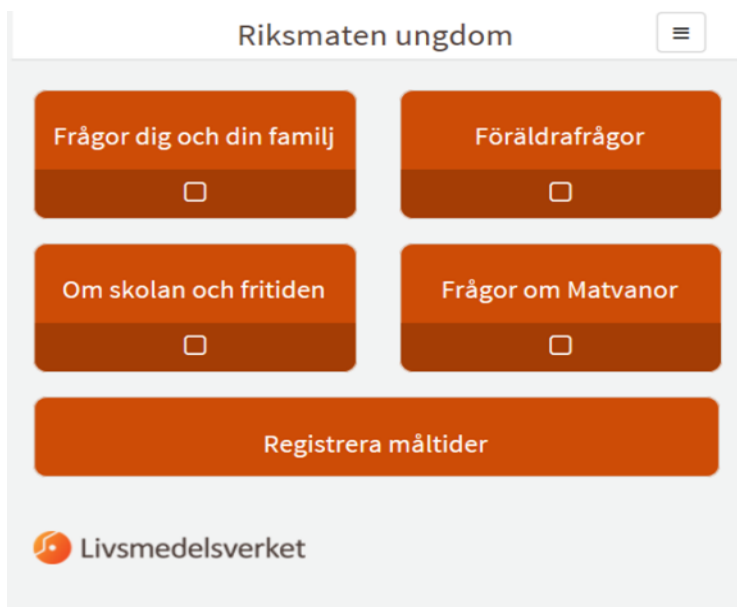 Riksmaten ungdom
Frågor dig och din familj
Föräldrafrågor
Om skolan och fritiden
Frågor om Matvanor
Registrera måltider
Livsmedelsverket